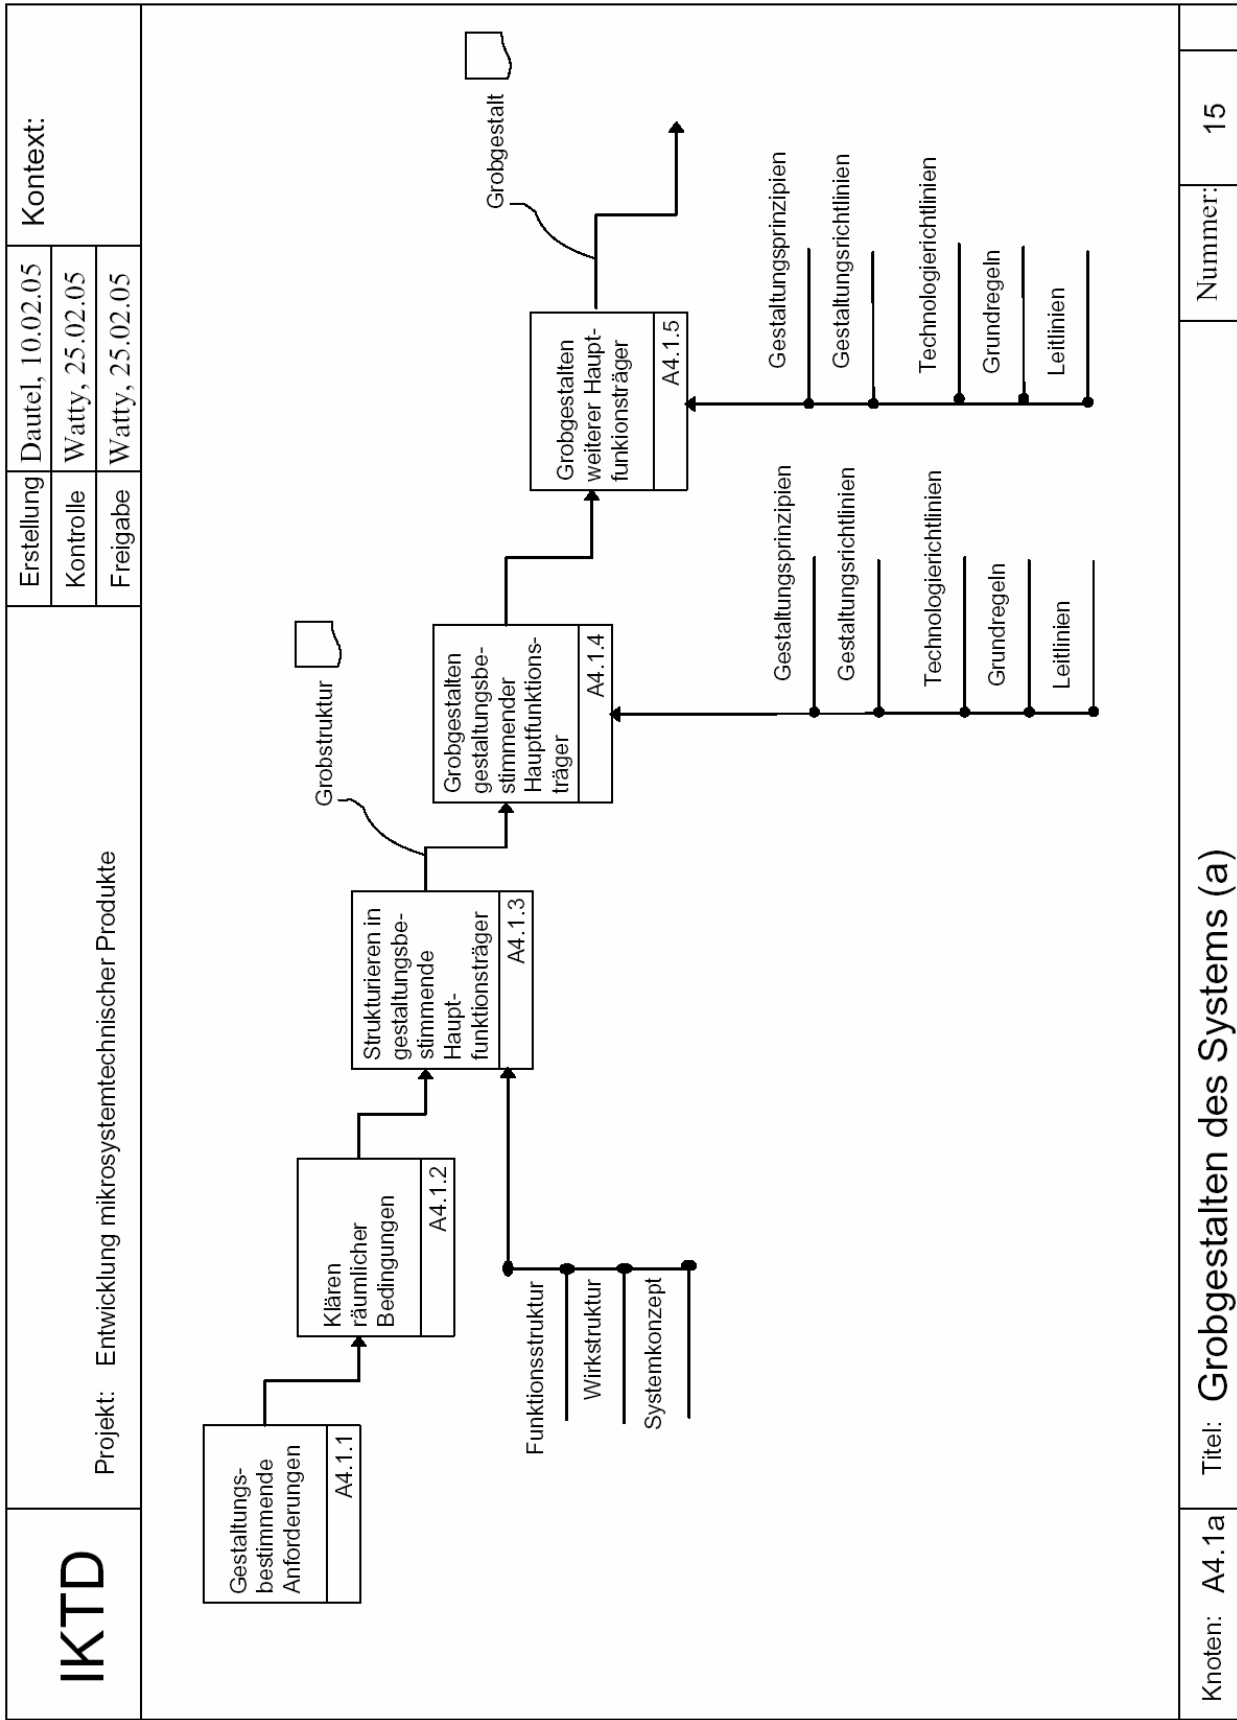 IKTD
Projekt: Entwicklung mikrosystemtechnischer Produkte
Erstellung Dautel, 10.02.05
Kontrolle Watty, 25.02.05
Freigabe Watty, 25.02.05
Kontext:
Gestaltungs-
bestimmende
Anforderungen
A4.1.1
Klären
räumlicher
Bedingungen
A4.1.2
Strukturieren in
gestaltungsbe-
stimmende
Haupt-
funktionsträger
A4.1.3
Grobstruktur
Grobgestalten
gestaltungsbe-
stimmender
Hauptfunktions-
träger
A4.1.4
Grobgestalten
weiterer Haupt-
funkionsträger
A4.1.5
Grobgestalt
Funktionsstruktur
Wirkstruktur
Systemkonzept
Gestaltungsprinzipien
Gestaltungsrichtlinien
Technologierichtlinien
Grundregeln
Leitlinien
Gestaltungsprinzipien
Gestaltungsrichtlinien
Technologierichtlinien
Grundregeln
Leitlinien
Knoten: A4.1a
Titel: Grobgestalten des Systems (a)
Nummer: 15